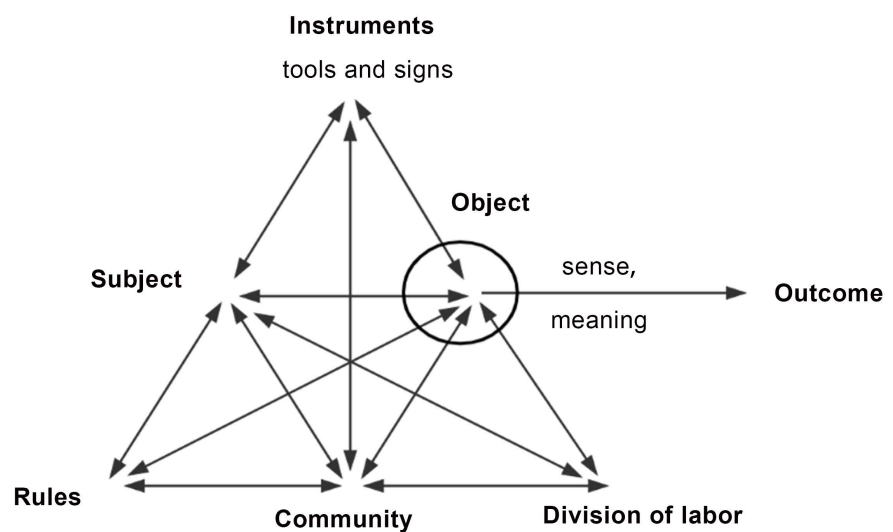 Instruments
tools and signs
Object
Subject
sense,
meaning
Outcome
Rules
Community
Division of labor